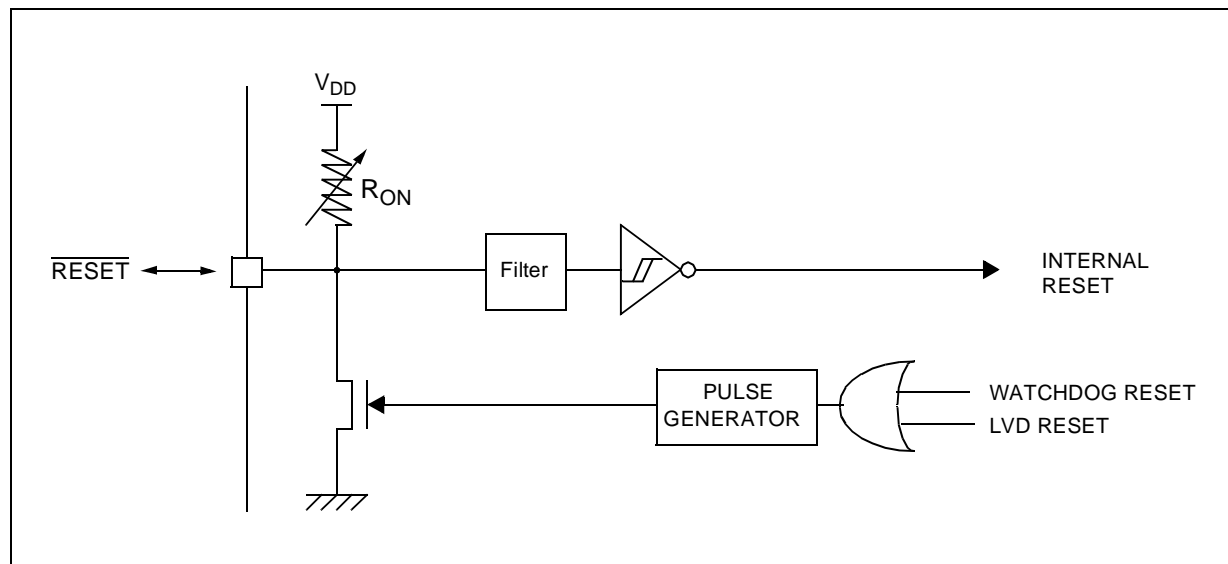 VDD
RON
RESET
Filter
INTERNAL
RESET
PULSE
GENERATOR
WATCHDOG RESET
LVD RESET